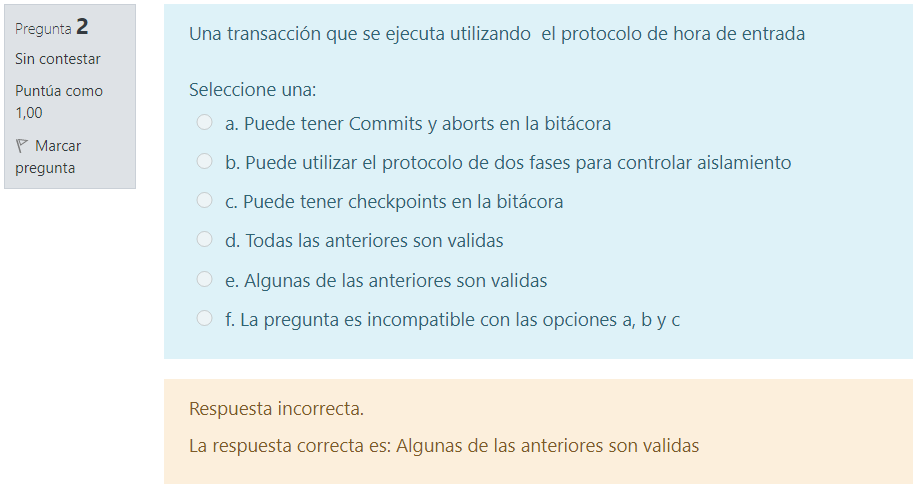 Pregunta 2
Sin contestar
Puntúa como
1,00
Marcar
pregunta
Una transacción que se ejecuta utilizando  el protocolo de hora de entrada
Seleccione una:
a. Puede tener Commits y aborts en la bitácora
b. Puede utilizar el protocolo de dos fases para controlar aislamiento
c. Puede tener checkpoints en la bitácora
d. Todas las anteriores son validas
e. Algunas de las anteriores son validas
f. La pregunta es incompatible con las opciones a, b y c
Respuesta incorrecta.
La respuesta correcta es: Algunas de las anteriores son validas